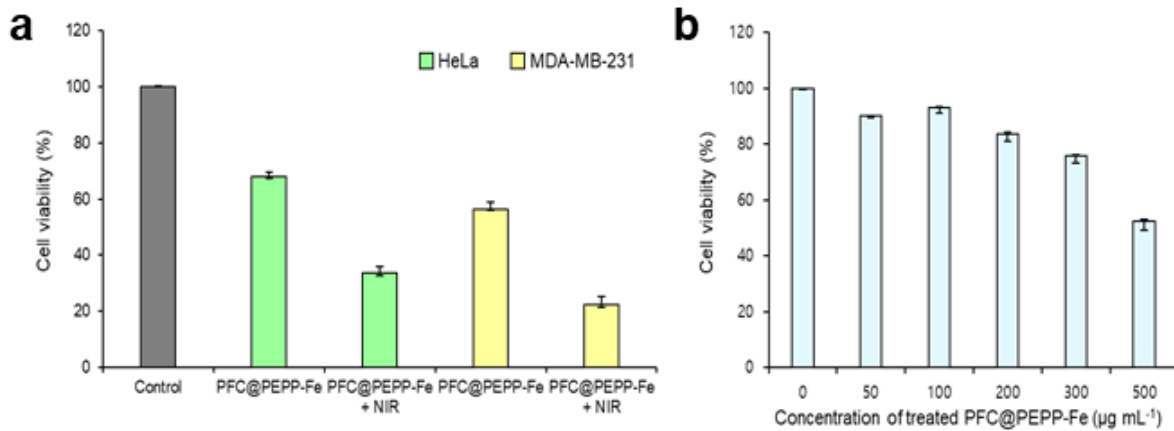 a
120
100
80
60
40
20
0
Cell viability (%)
HeLa
MDA-MB-231
Control
PFC@PEPP-Fe
PFC@PEPP-Fe
+ NIR
PFC@PEPP-Fe
PFC@PEPP-Fe
+ NIR
b
120
100
80
60
40
20
0
Cell viability (%)
0 50 100 200 300 500
Concentration of treated PFC@PEPP-Fe (µg mL⁻¹)